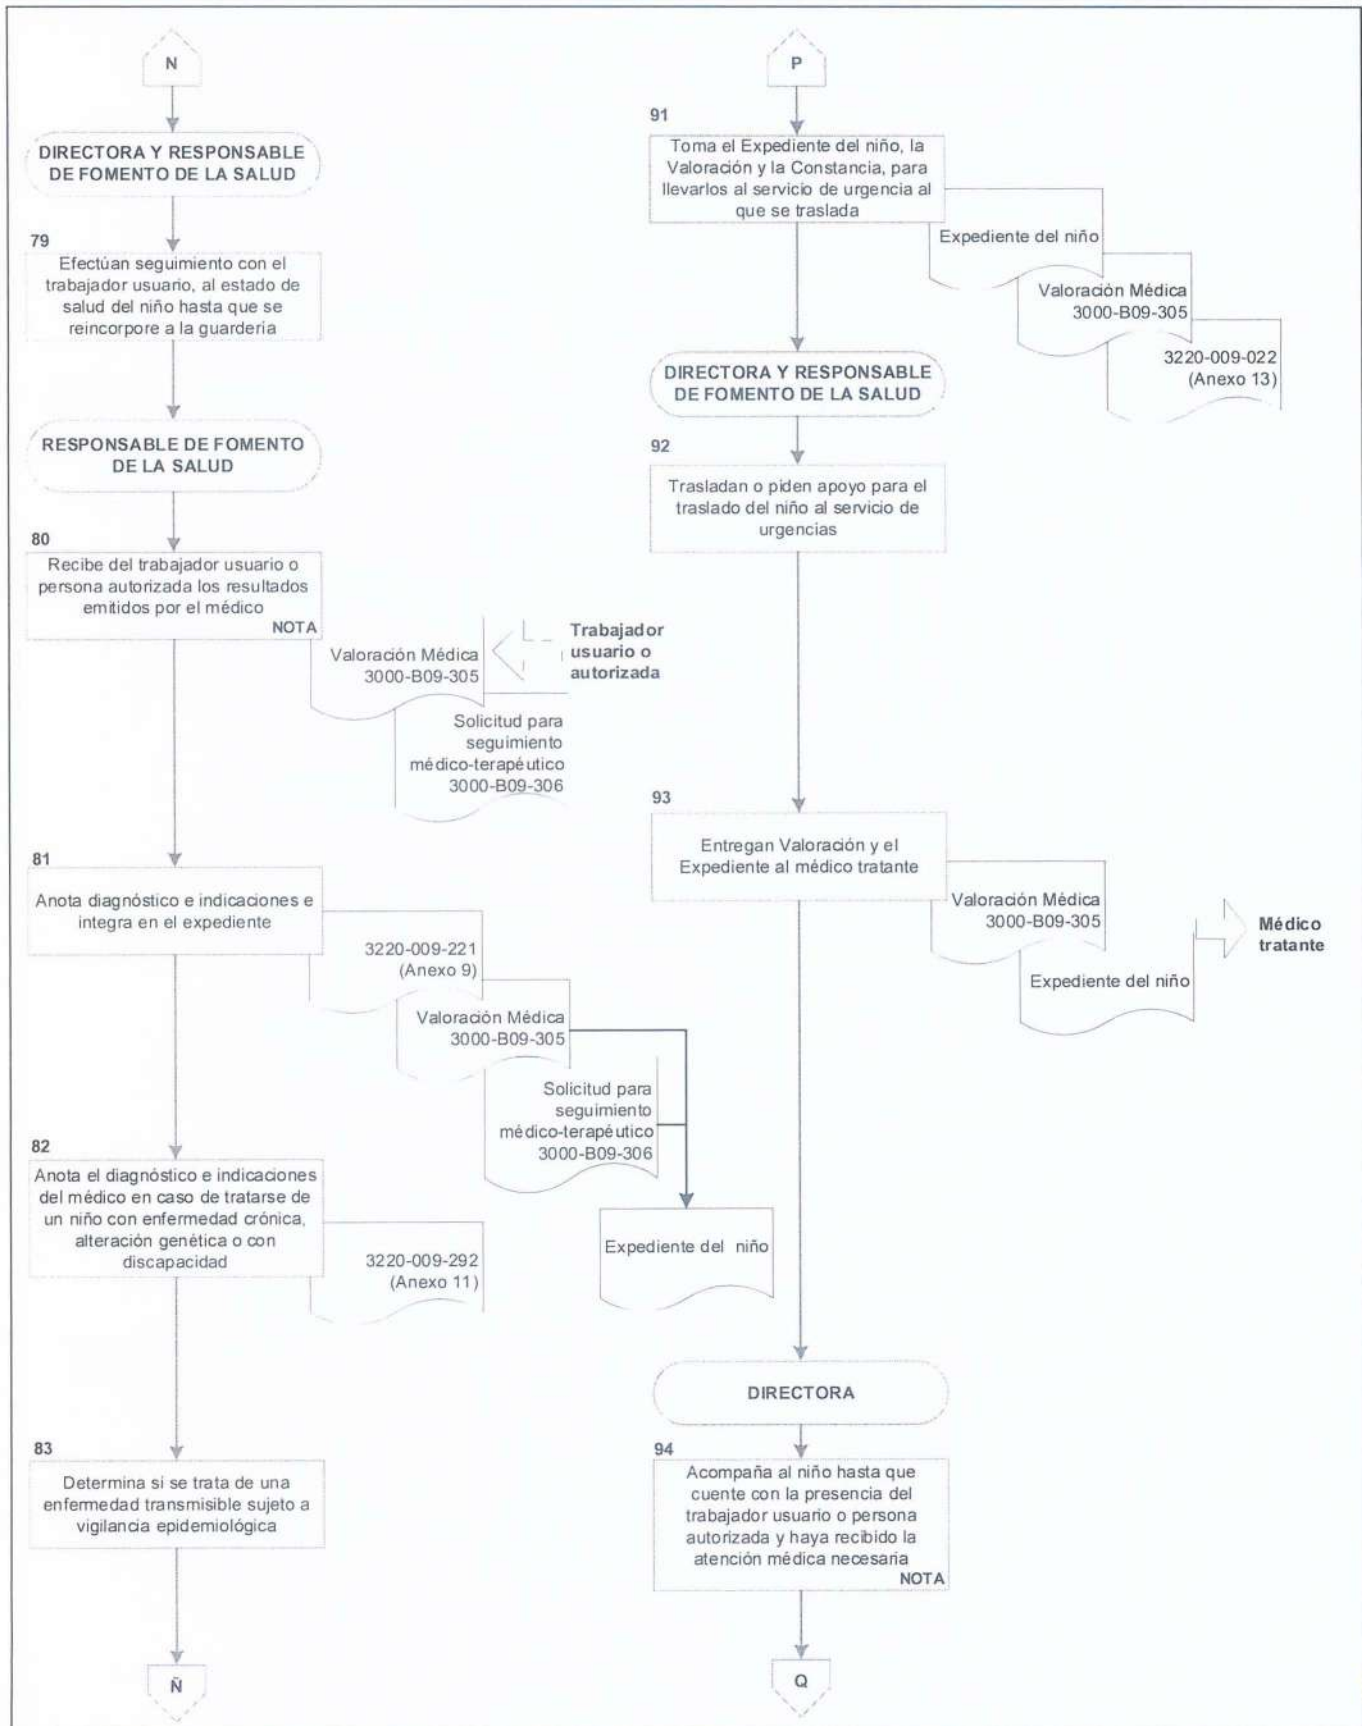 N
DIRECTORA Y RESPONSABLE
DE FOMENTO DE LA SALUD
79
Efectúan seguimiento con el
trabajador usuario, al estado de
salud del niño hasta que se
reincorpore a la guardería
RESPONSABLE DE FOMENTO
DE LA SALUD
80
Recibe del trabajador usuario o
persona autorizada los resultados
emitidos por el médico
NOTA
Valoración Médica
3000-B09-305
Trabajador
usuario o
autorizada
Solicitud para
seguimiento
médico-terapéutico
3000-B09-306
81
Anota diagnóstico e indicaciones e
integra en el expediente
3220-009-221
(Anexo 9)
Valoración Médica
3000-B09-305
Solicitud para
seguimiento
médico-terapéutico
3000-B09-306
Expediente del niño
82
Anota el diagnóstico e indicaciones
del médico en caso de tratarse de
un niño con enfermedad crónica,
alteración genética o con
discapacidad
3220-009-292
(Anexo 11)
83
Determina si se trata de una
enfermedad transmisible sujeto a
vigilancia epidemiológica
Ñ
P
91
Toma el Expediente del niño, la
Valoración y la Constancia, para
llevarlos al servicio de urgencia al
que se traslada
Expediente del niño
Valoración Médica
3000-B09-305
3220-009-022
(Anexo 13)
DIRECTORA Y RESPONSABLE
DE FOMENTO DE LA SALUD
92
Trasladan o piden apoyo para el
traslado del niño al servicio de
urgencias
93
Entregan Valoración y el
Expediente al médico tratante
Valoración Médica
3000-B09-305
Expediente del niño
Médico
tratante
DIRECTORA
94
Acompaña al niño hasta que
cuente con la presencia del
trabajador usuario o persona
autorizada y haya recibido la
atención médica necesaria
NOTA
Q